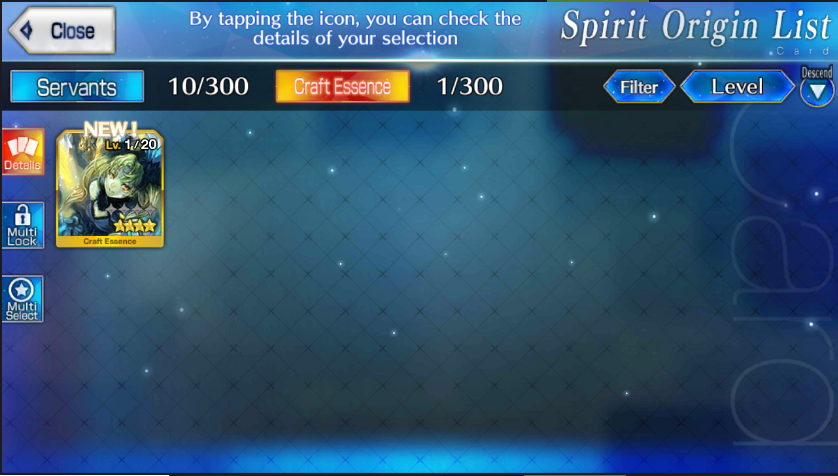 Close
By tapping the icon, you can check the
details of your selection
Spirit Origin List
Card
Servants 10/300 Craft Essence 1/300 Filter Level Descend
Details
NEW!
Lv. 1/20
Craft Essence
Multi
Lock
Multi
Select
Card